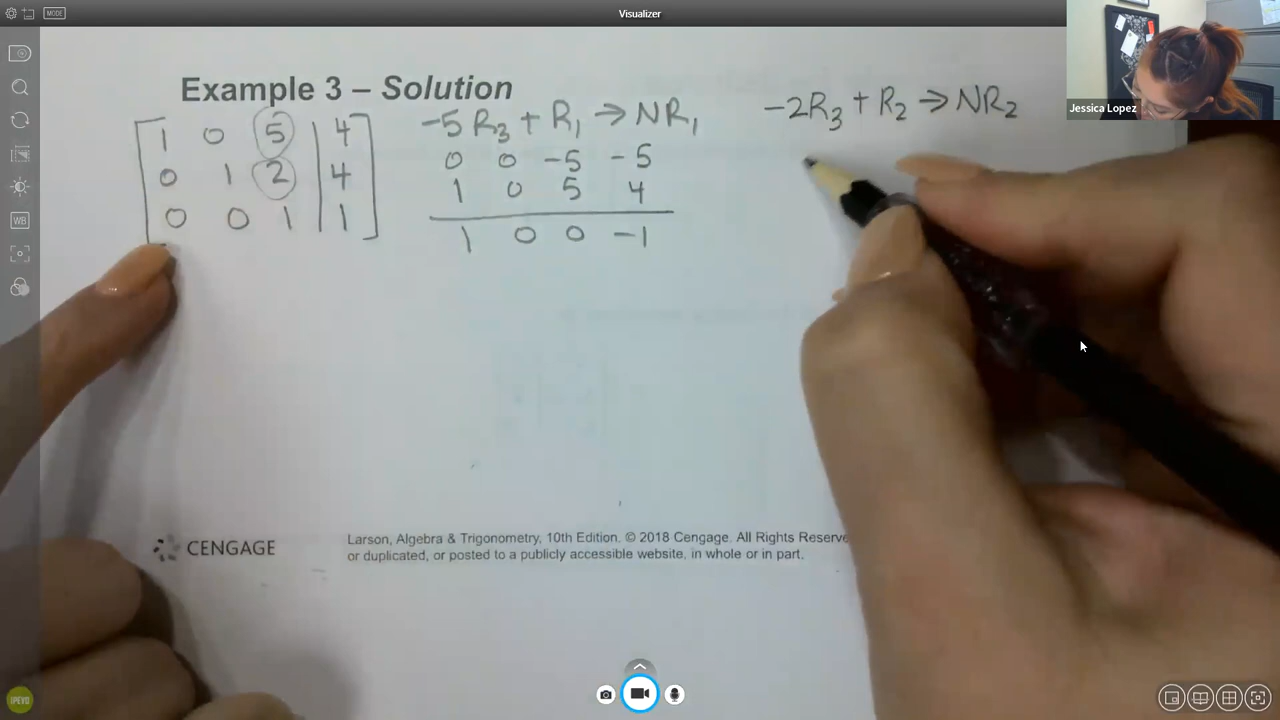 MODE
Visualizer
Jessica Lopez
WB
Example 3 – Solution
1 0 5 | 4
0 1 2 | 4
0 0 1 | 1
-5R₃ + R₁ → NR₁
0 0 -5 -5
1 0 5 4
1 0 0 -1
-2R₃ + R₂ → NR₂
CENGAGE
Larson, Algebra & Trigonometry, 10th Edition. © 2018 Cengage. All Rights Reserve
or duplicated, or posted to a publicly accessible website, in whole or in part.
IPEVO